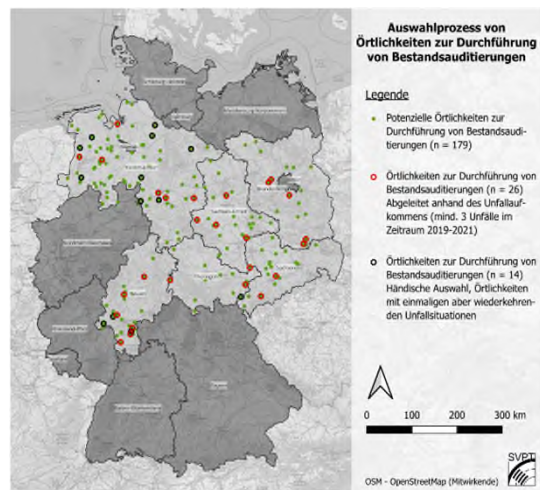 Auswahlprozess von
Örtlichkeiten zur Durchführung
von Bestandsauditierungen
Legende
Potenzielle Örtlichkeiten zur
Durchführung von Bestandsaudi-
tierungen (n = 179)
Örtlichkeiten zur Durchführung von
Bestandsauditierungen (n = 26)
Abgeleitet anhand des Unfallauf-
kommens (mind. 3 Unfälle im
Zeitraum 2019-2021)
Örtlichkeiten zur Durchführung von
Bestandsauditierungen (n = 14)
Händische Auswahl, Örtlichkeiten
mit einmaligen aber wiederkehren-
den Unfallsituationen
0 100 200 300 km
SVPT
OSM - OpenStreetMap (Mitwirkende)